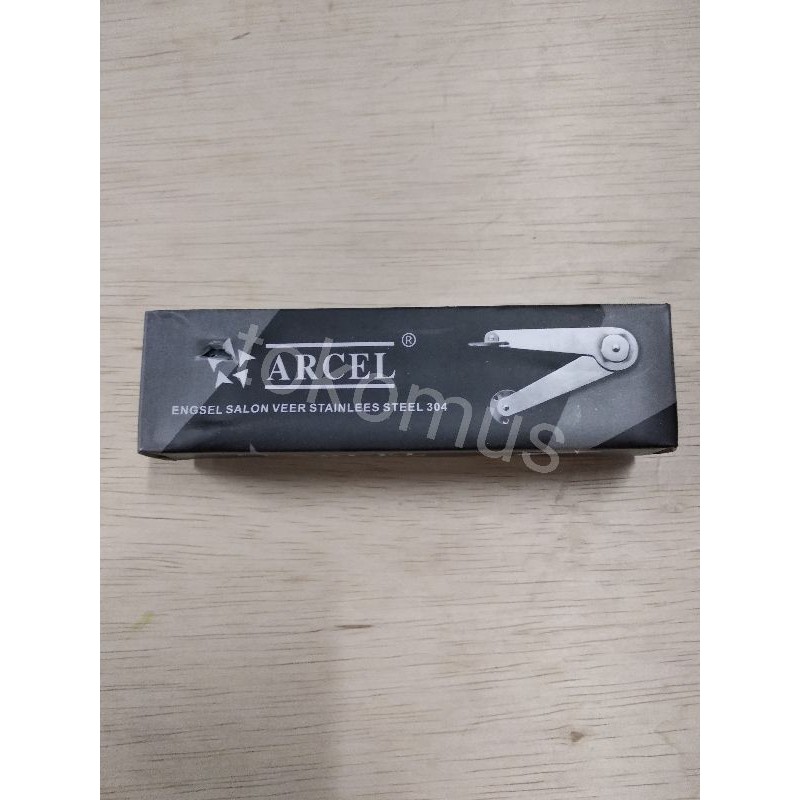 ARCEL ®
ENGSEL SALON VEER STAINLEES STEEL 304
tokomus